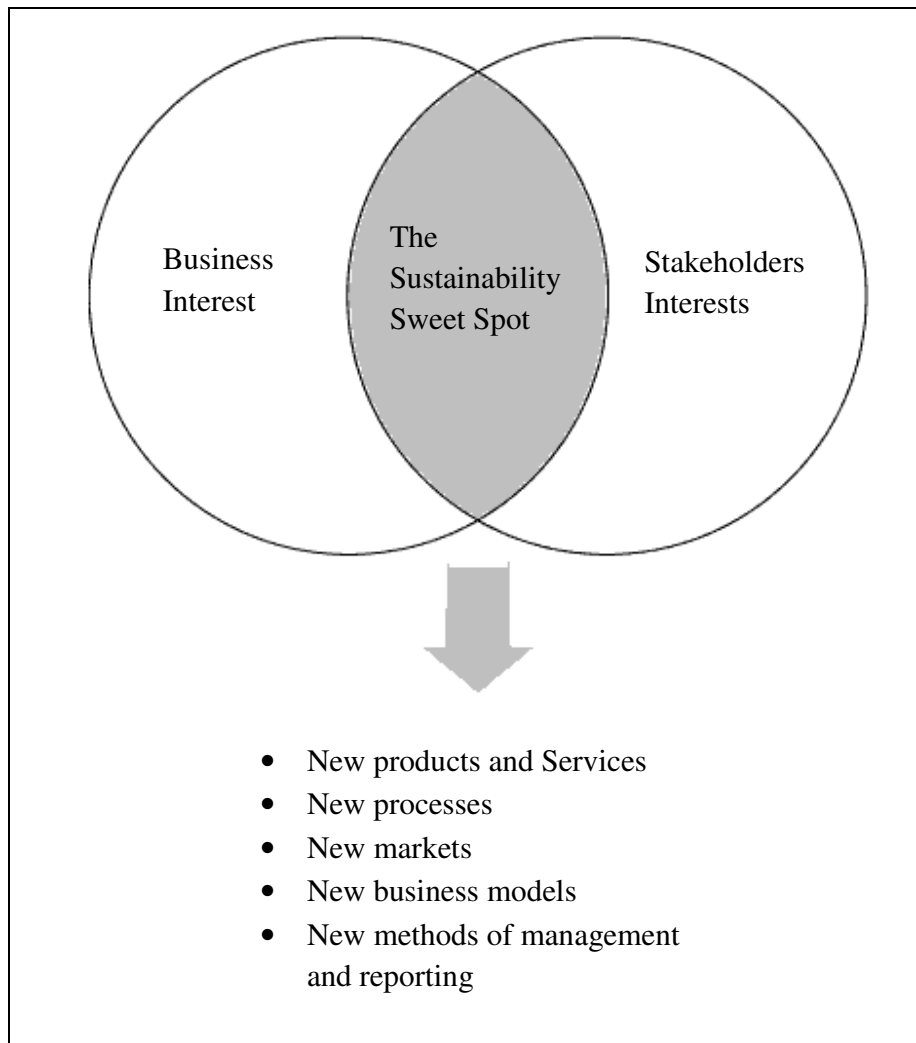 Business
Interest
The
Sustainability
Sweet Spot
Stakeholders
Interests
• New products and Services
• New processes
• New markets
• New business models
• New methods of management
and reporting